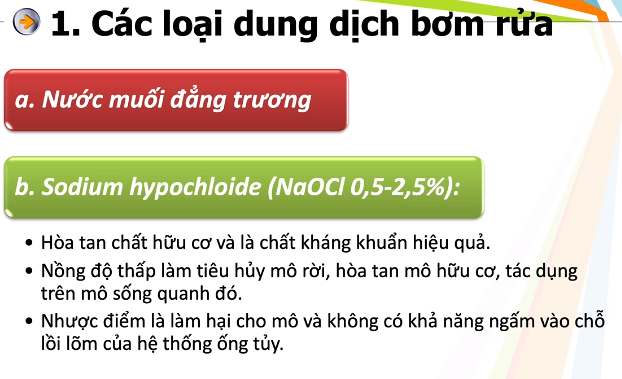 1. Các loại dung dịch bơm rửa
a. Nước muối đẳng trương
b. Sodium hypochloide (NaOCl 0,5-2,5%):
• Hòa tan chất hữu cơ và là chất kháng khuẩn hiệu quả.
• Nồng độ thấp làm tiêu hủy mô rời, hòa tan mô hữu cơ, tác dụng
trên mô sống quanh đó.
• Nhược điểm là làm hại cho mô và không có khả năng ngấm vào chỗ
lồi lõm của hệ thống ống tủy.